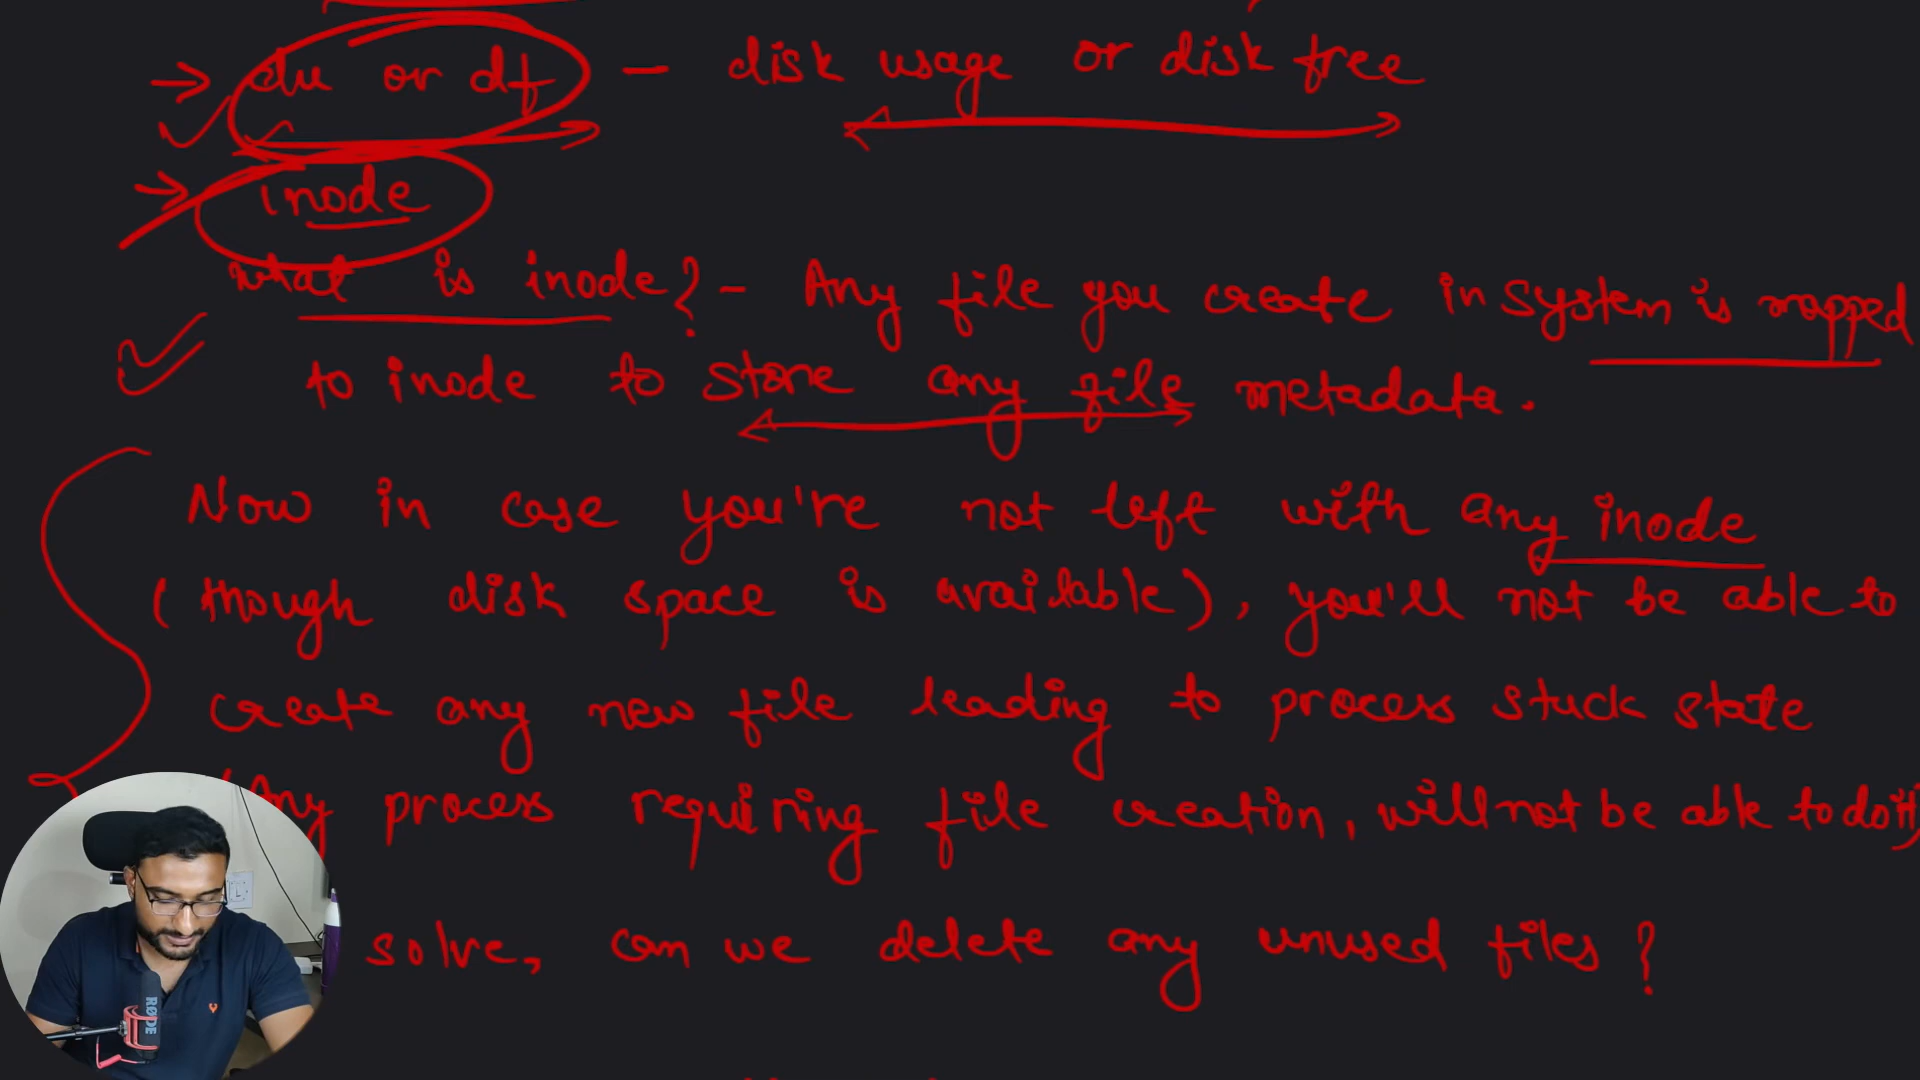 → du or df — disk usage or disk free
→ inode
what is inode? - Any file you create in system is mapped
to inode to store any file metadata.
Now in case you're not left with any inode
(though disk space is available), you'll not be able to
create any new file leading to process stuck state
(Any process requiring file creation, will not be able to do it)
solve, can we delete any unused files?
RØDE